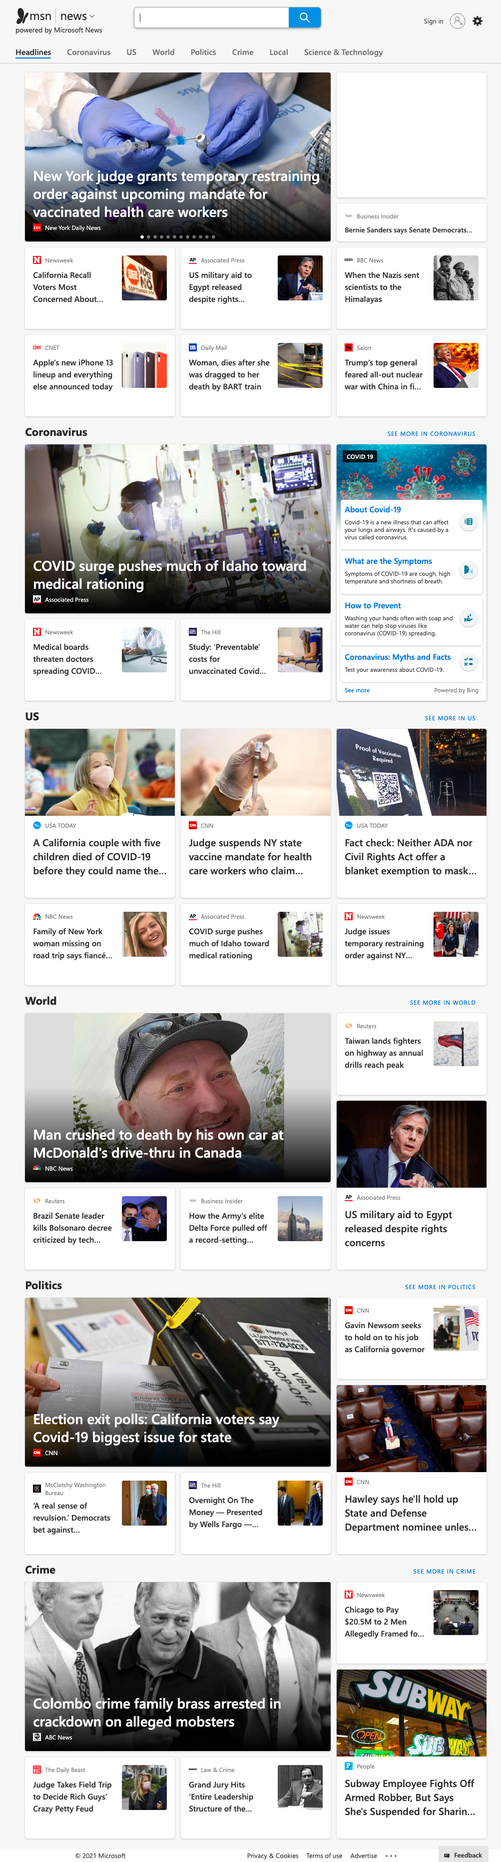 msn | news
powered by Microsoft News
Sign in
Headlines
Coronavirus
US
World
Politics
Crime
Local
Science & Technology
New York judge grants temporary restraining
order against upcoming mandate for
vaccinated health care workers
New York Daily News
Business Insider
Bernie Sanders says Senate Democrats...
Newsweek
California Recall
Voters Most
Concerned About...
Associated Press
US military aid to
Egypt released
despite rights...
BBC News
When the Nazis sent
scientists to the
Himalayas
CNET
Apple's new iPhone 13
lineup and everything
else announced today
Daily Mail
Woman, dies after she
was dragged to her
death by BART train
Salon
Trump's top general
feared all-out nuclear
war with China in fi...
Coronavirus
SEE MORE IN CORONAVIRUS
COVID surge pushes much of Idaho toward
medical rationing
Associated Press
COVID 19
About Covid-19
Covid-19 is a new illness that can affect
your lungs and airways. It's caused by a
virus called coronavirus.
What are the Symptoms
Symptoms of COVID-19 are cough, high
temperature and shortness of breath.
How to Prevent
Washing your hands often with soap and
water can help stop viruses like
coronavirus (COVID-19) spreading.
Coronavirus: Myths and Facts
Test your awareness about COVID-19.
See more
Powered by Bing
Newsweek
Medical boards
threaten doctors
spreading COVID...
The Hill
Study: 'Preventable'
costs for
unvaccinated Covid...
US
SEE MORE IN US
Proof of Vaccination
Required
USA TODAY
A California couple with five
children died of COVID-19
before they could name the...
CNN
Judge suspends NY state
vaccine mandate for health
care workers who claim...
USA TODAY
Fact check: Neither ADA nor
Civil Rights Act offer a
blanket exemption to mask...
NBC News
Family of New York
woman missing on
road trip says fiancé...
Associated Press
COVID surge pushes
much of Idaho toward
medical rationing
Newsweek
Judge issues
temporary restraining
order against NY...
World
SEE MORE IN WORLD
Man crushed to death by his own car at
McDonald's drive-thru in Canada
NBC News
Reuters
Taiwan lands fighters
on highway as annual
drills reach peak
Associated Press
US military aid to Egypt
released despite rights
concerns
Reuters
Brazil Senate leader
kills Bolsonaro decree
criticized by tech...
Business Insider
How the Army's elite
Delta Force pulled off
a record-setting...
Politics
SEE MORE IN POLITICS
VBM
DROP-OFF
Election exit polls: California voters say
Covid-19 biggest issue for state
CNN
CNN
Gavin Newsom seeks
to hold on to his job
as California governor
CNN
Hawley says he'll hold up
State and Defense
Department nominee unles...
McClatchy Washington
Bureau
'A real sense of
revulsion.' Democrats
bet against...
The Hill
Overnight On The
Money — Presented
by Wells Fargo —...
Crime
SEE MORE IN CRIME
Colombo crime family brass arrested in
crackdown on alleged mobsters
ABC News
Newsweek
Chicago to Pay
$20.5M to 2 Men
Allegedly Framed fo...
SUBWAY
OPEN
People
Subway Employee Fights Off
Armed Robber, But Says
She's Suspended for Sharin...
The Daily Beast
Judge Takes Field Trip
to Decide Rich Guys'
Crazy Petty Feud
Law & Crime
Grand Jury Hits
'Entire Leadership
Structure of the...
© 2021 Microsoft
Privacy & Cookies
Terms of use
Advertise
Feedback